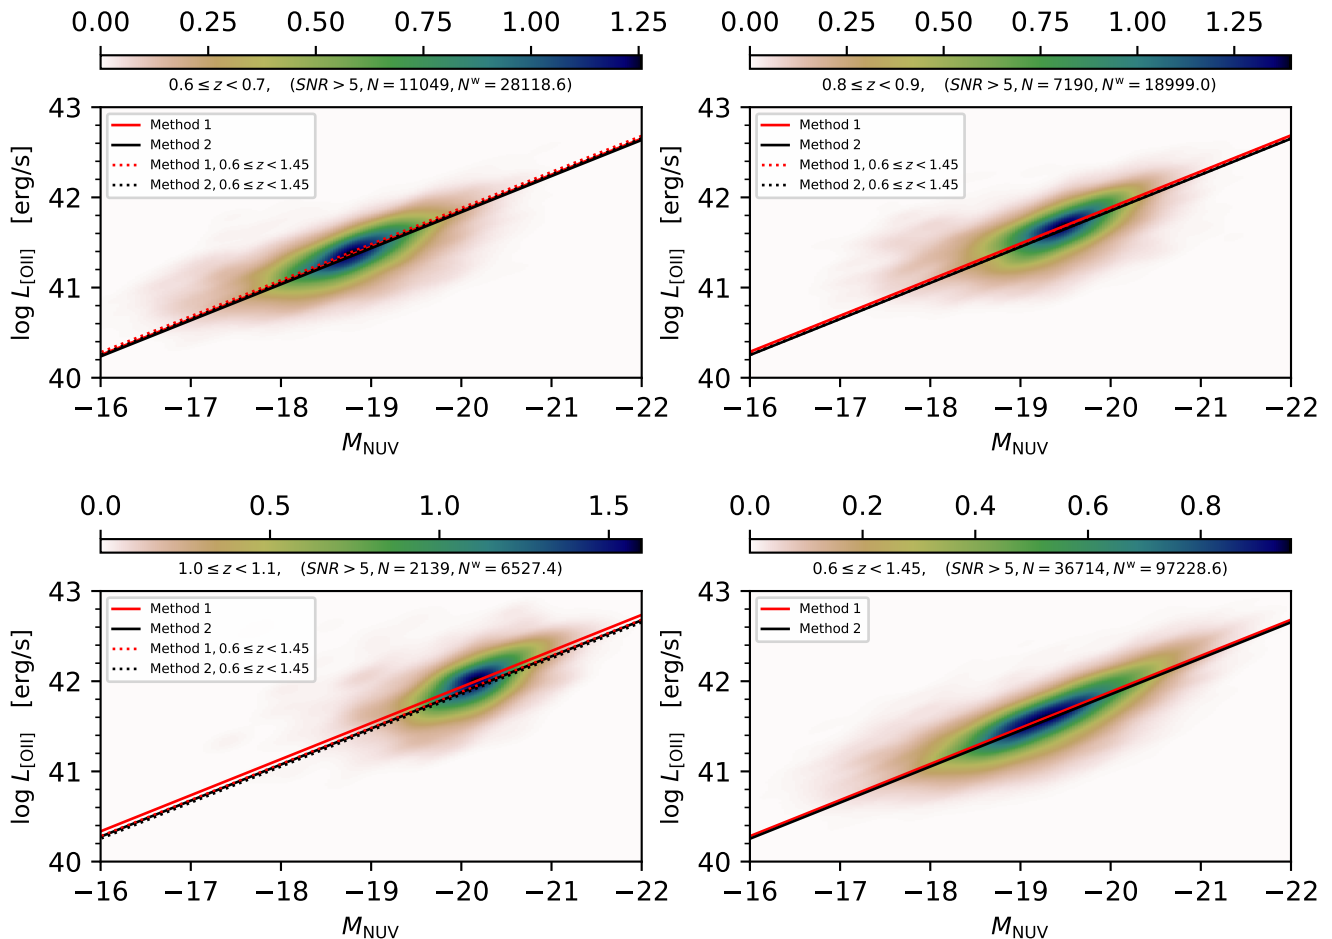 0.00 0.25 0.50 0.75 1.00 1.25
0.6 ≤ z < 0.7, (SNR > 5, N = 11049, Nʷ = 28118.6)
43
42
41
40
log L[OII] [erg/s]
Method 1
Method 2
Method 1, 0.6 ≤ z < 1.45
Method 2, 0.6 ≤ z < 1.45
−16 −17 −18 −19 −20 −21 −22
M_NUV
0.00 0.25 0.50 0.75 1.00 1.25
0.8 ≤ z < 0.9, (SNR > 5, N = 7190, Nʷ = 18999.0)
43
42
41
40
log L[OII] [erg/s]
Method 1
Method 2
Method 1, 0.6 ≤ z < 1.45
Method 2, 0.6 ≤ z < 1.45
−16 −17 −18 −19 −20 −21 −22
M_NUV
0.0 0.5 1.0 1.5
1.0 ≤ z < 1.1, (SNR > 5, N = 2139, Nʷ = 6527.4)
43
42
41
40
log L[OII] [erg/s]
Method 1
Method 2
Method 1, 0.6 ≤ z < 1.45
Method 2, 0.6 ≤ z < 1.45
−16 −17 −18 −19 −20 −21 −22
M_NUV
0.0 0.2 0.4 0.6 0.8
0.6 ≤ z < 1.45, (SNR > 5, N = 36714, Nʷ = 97228.6)
43
42
41
40
log L[OII] [erg/s]
Method 1
Method 2
−16 −17 −18 −19 −20 −21 −22
M_NUV